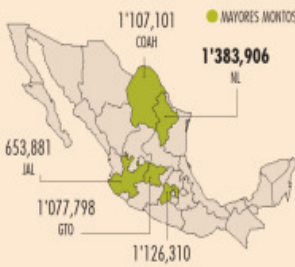 1'107,101
COAH
MAYORES MONTOS
1'383,906
NL
653,881
JAL
1'077,798
GTO
1'126,310